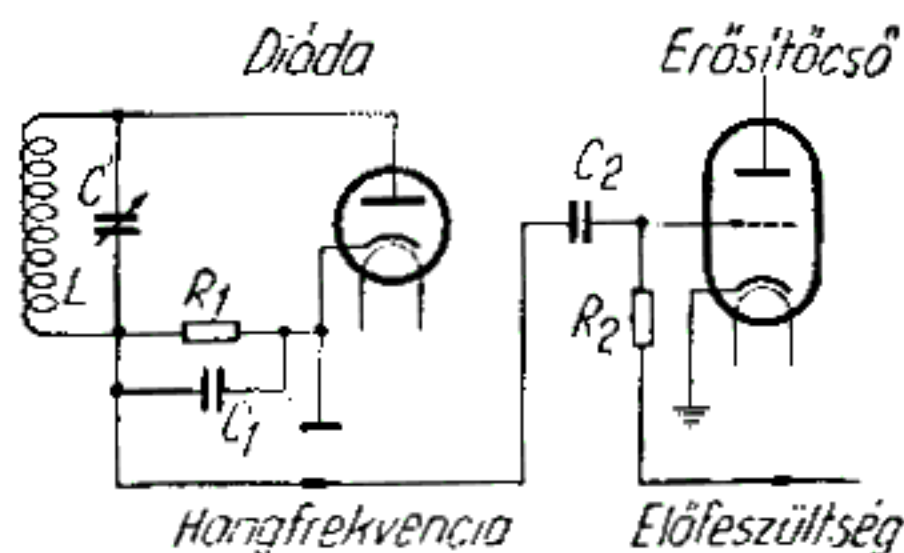 Dióda
Erősítőcső
C
C2
L
R1
R2
C1
Hangfrekvencia
Előfeszültség